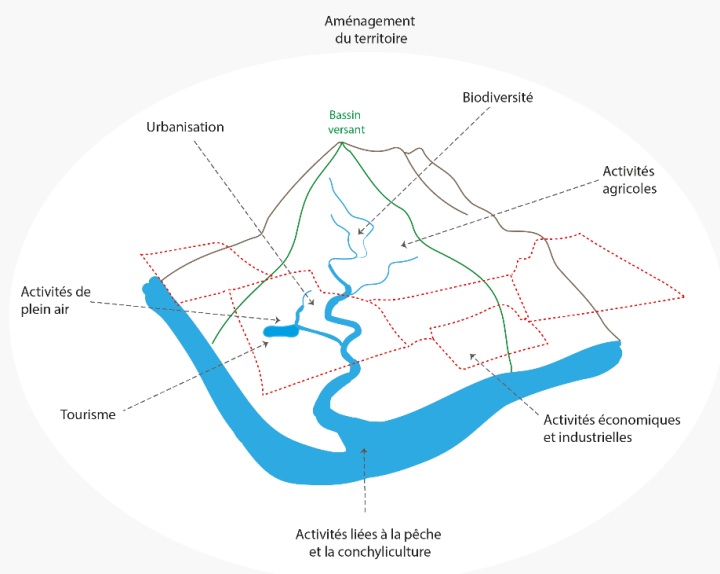 Aménagement
du territoire
Biodiversité
Bassin
versant
Urbanisation
Activités
agricoles
Activités de
plein air
Tourisme
Activités économiques
et industrielles
Activités liées à la pêche
et la conchyliculture